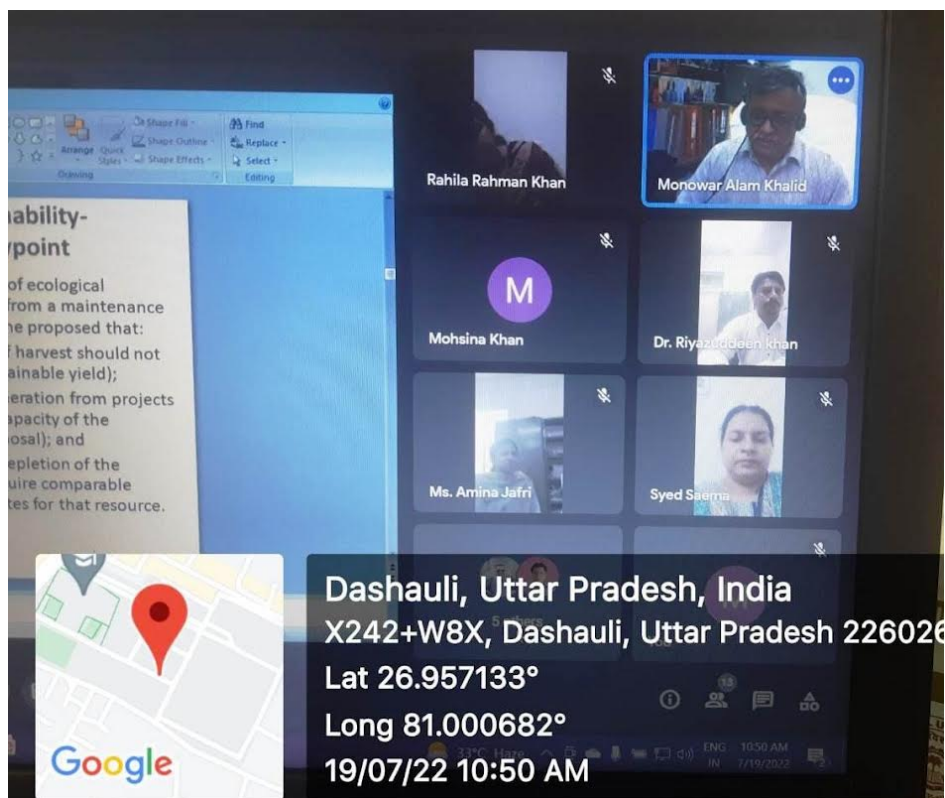 Shape Fill
Shape Outline
Shape Effects
Arrange
Quick
Styles
Drawing
Find
Replace
Select
Editing
ability-
point
of ecological
from a maintenance
proposed that:
harvest should not
ainable yield);
eration from projects
apacity of the
osal); and
epletion of the
uire comparable
tes for that resource.
Rahila Rahman Khan
Monowar Alam Khalid
M
Mohsina Khan
Dr. Riyazuddeen khan
Ms. Amina Jafri
Syed Saema
5 others
13
33°C Haze
ENG
IN
10:50 AM
7/19/2022
Google
Dashauli, Uttar Pradesh, India
X242+W8X, Dashauli, Uttar Pradesh 226026
Lat 26.957133°
Long 81.000682°
19/07/22 10:50 AM